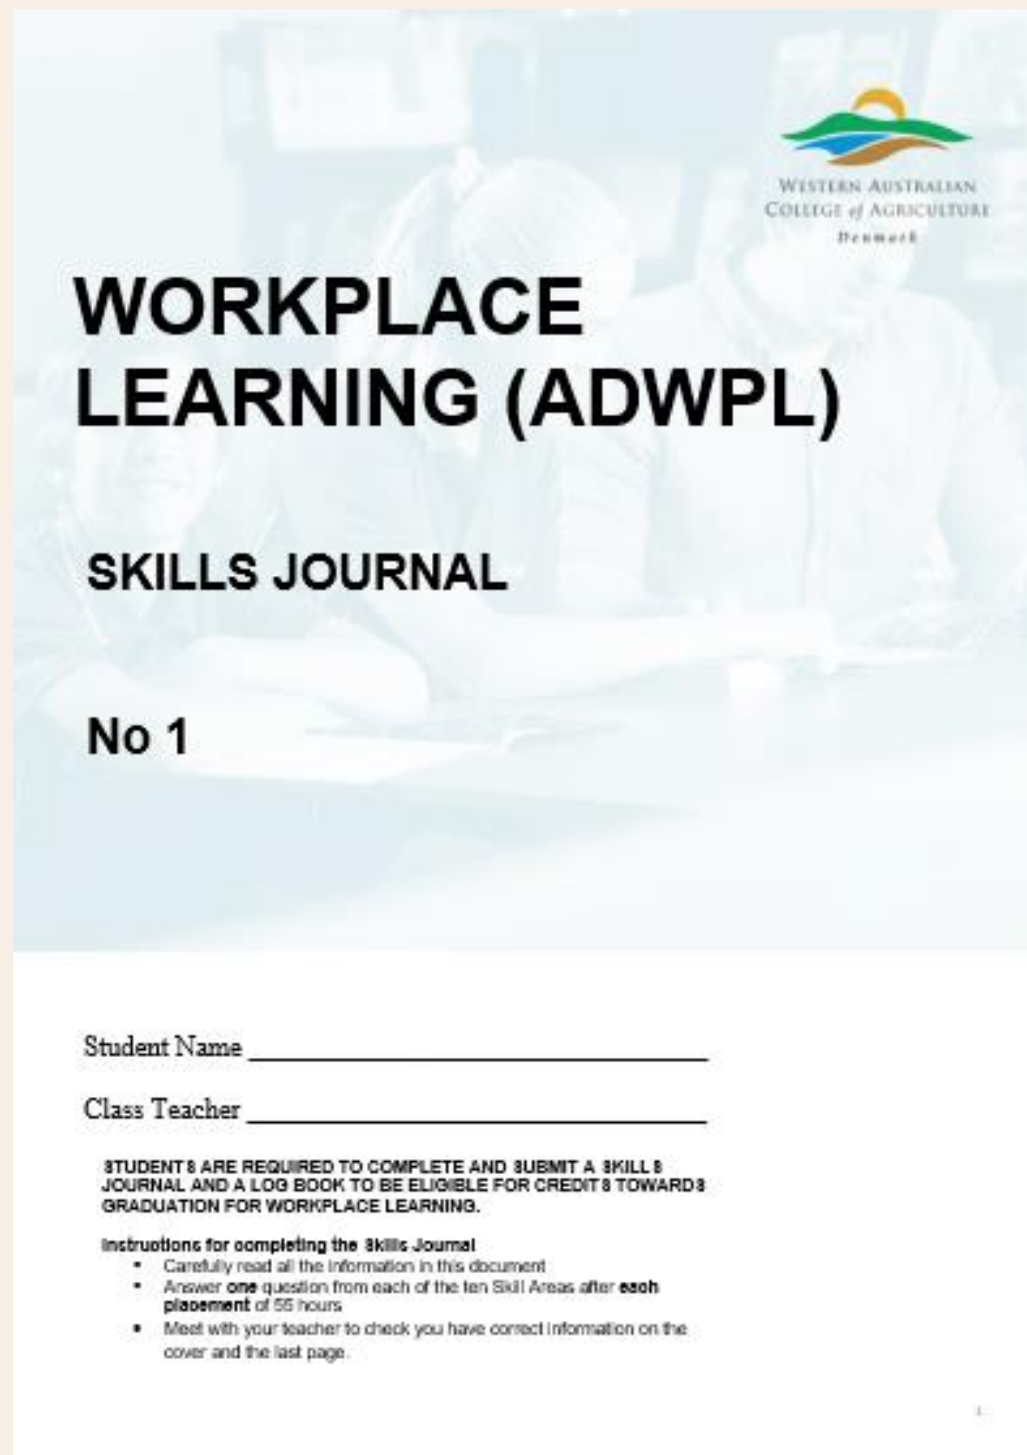 WESTERN AUSTRALIAN
COLLEGE of AGRICULTURE
Denmark
WORKPLACE
LEARNING (ADWPL)
SKILLS JOURNAL
No 1
Student Name
Class Teacher
STUDENTS ARE REQUIRED TO COMPLETE AND SUBMIT A SKILLS
JOURNAL AND A LOG BOOK TO BE ELIGIBLE FOR CREDITS TOWARDS
GRADUATION FOR WORKPLACE LEARNING.
Instructions for completing the Skills Journal
▪ Carefully read all the information in this document
▪ Answer one question from each of the ten Skill Areas after each
placement of 55 hours
• Meet with your teacher to check you have correct information on the
cover and the last page.